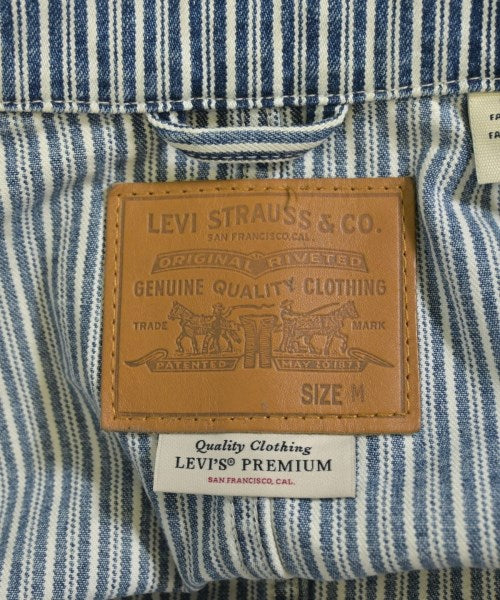 LEVI STRAUSS & CO.
SAN FRANCISCO, CAL.
ORIGINAL RIVETED
GENUINE QUALITY CLOTHING
TRADE MARK
PATENTED MAY 20 1873
SIZE M
Quality Clothing
LEVI'S® PREMIUM
SAN FRANCISCO, CAL.